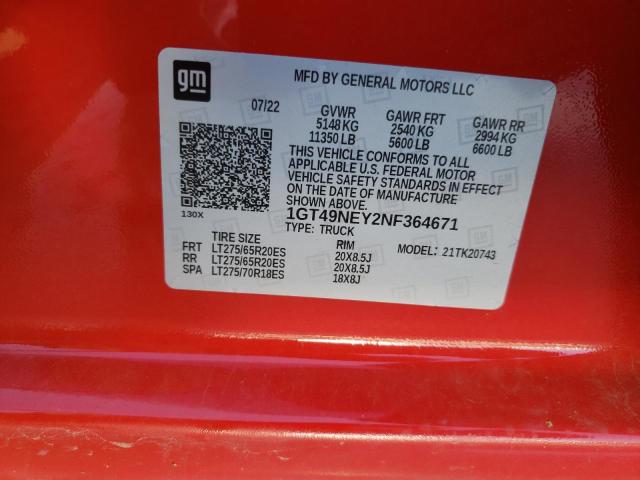 gm
MFD BY GENERAL MOTORS LLC
07/22
GVWR GAWR FRT GAWR RR
5148 KG 2540 KG 2994 KG
11350 LB 5600 LB 6600 LB
THIS VEHICLE CONFORMS TO ALL
APPLICABLE U.S. FEDERAL MOTOR
VEHICLE SAFETY STANDARDS IN EFFECT
ON THE DATE OF MANUFACTURE
SHOWN ABOVE.
130X
1GT49NEY2NF364671
TYPE: TRUCK
TIRE SIZE RIM MODEL: 21TK20743
FRT LT275/65R20ES 20X8.5J
RR LT275/65R20ES 20X8.5J
SPA LT275/70R18ES 18X8J